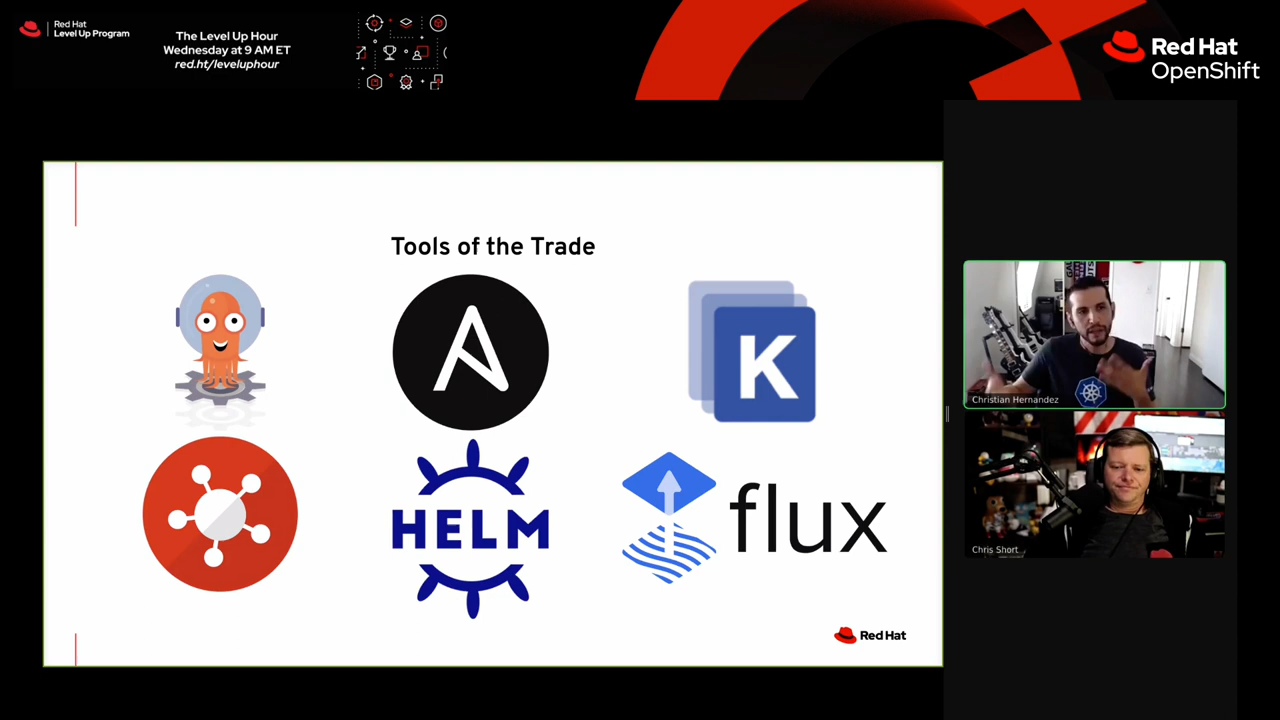 Red Hat
Level Up Program
The Level Up Hour
Wednesday at 9 AM ET
red.ht/leveluphour
Red Hat
OpenShift
Tools of the Trade
K
HELM
flux
Red Hat
Christian Hernandez
Chris Short